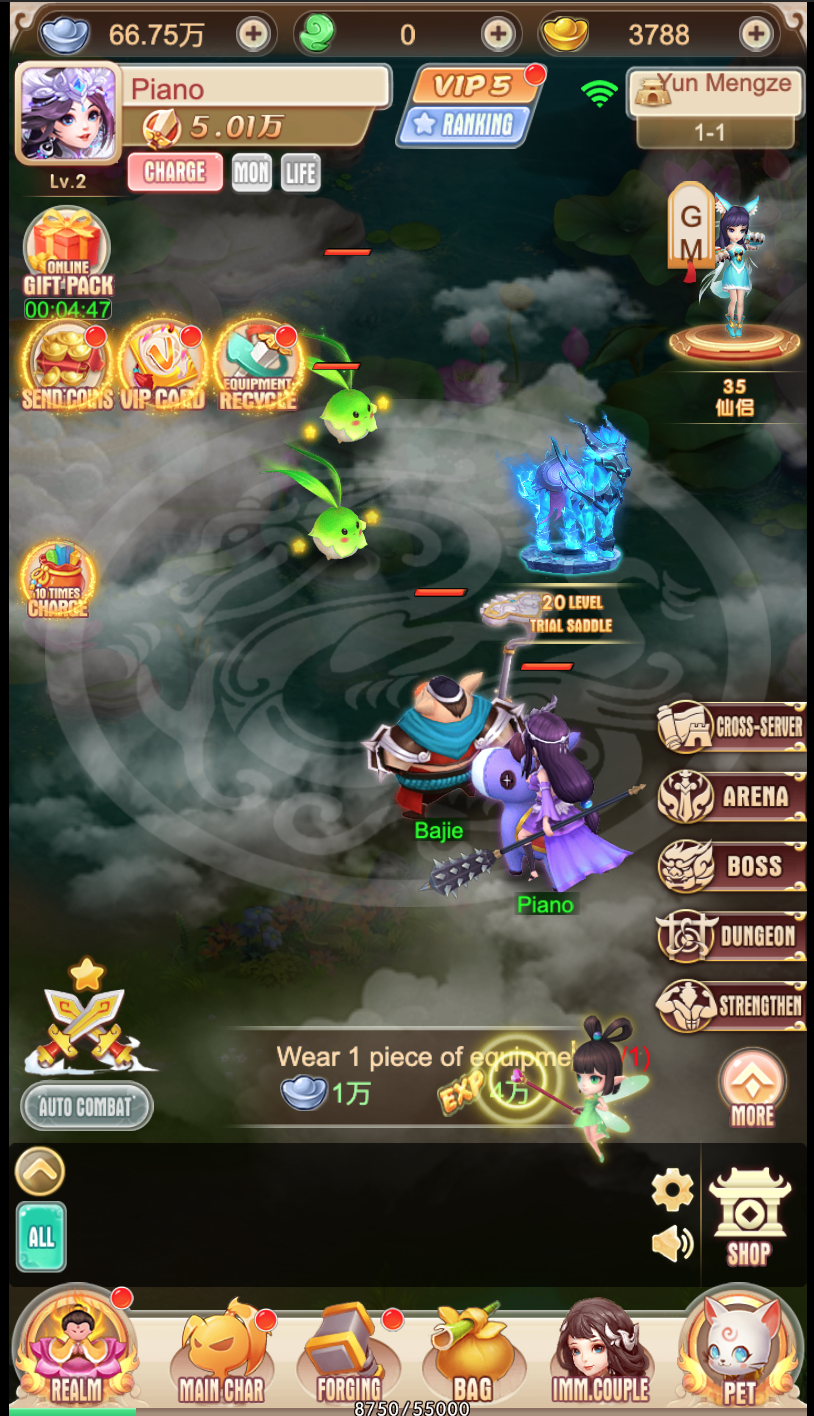 66.75万
0
3788
Piano
VIP 5
Yun Mengze
5.01万
RANKING
1-1
CHARGE
MON
LIFE
Lv.2
GM
ONLINE
GIFT PACK
00:04:47
SEND COINS
VIP CARD
EQUIPMENT
RECYCLE
35
仙侣
10 TIMES
CHARGE
20 LEVEL
TRIAL SADDLE
CROSS-SERVER
ARENA
BOSS
DUNGEON
STRENGTHEN
Bajie
Piano
Wear 1 piece of equipme /1)
1万
EXP
4万
AUTO COMBAT
MORE
ALL
SHOP
REALM
MAIN CHAR
FORGING
BAG
IMM.COUPLE
PET
8750/55000